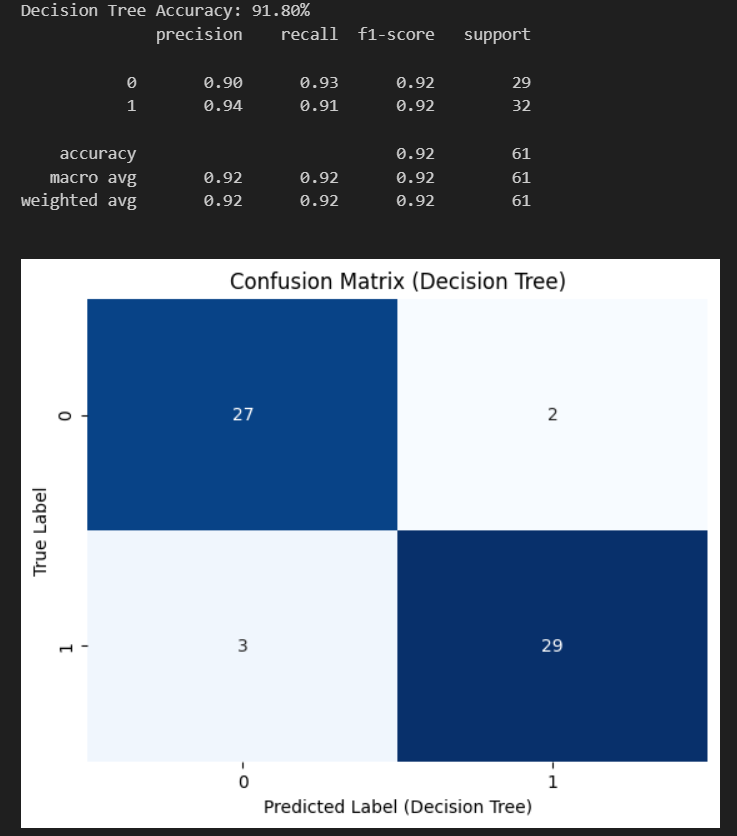 Decision Tree Accuracy: 91.80%
precision recall f1-score support
0 0.90 0.93 0.92 29
1 0.94 0.91 0.92 32
accuracy 0.92 61
macro avg 0.92 0.92 0.92 61
weighted avg 0.92 0.92 0.92 61
Confusion Matrix (Decision Tree)
0
27 2
True Label
1
3 29
0 1
Predicted Label (Decision Tree)